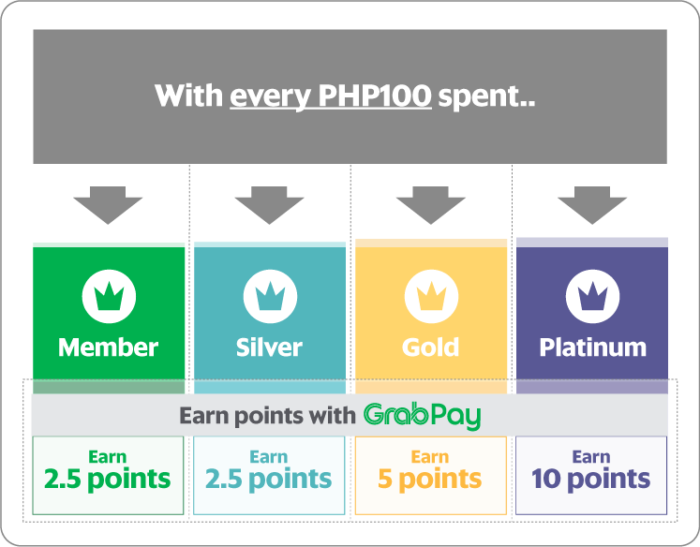 With every PHP100 spent..
Member
Silver
Gold
Platinum
Earn points with GrabPay
Earn
2.5 points
Earn
2.5 points
Earn
5 points
Earn
10 points